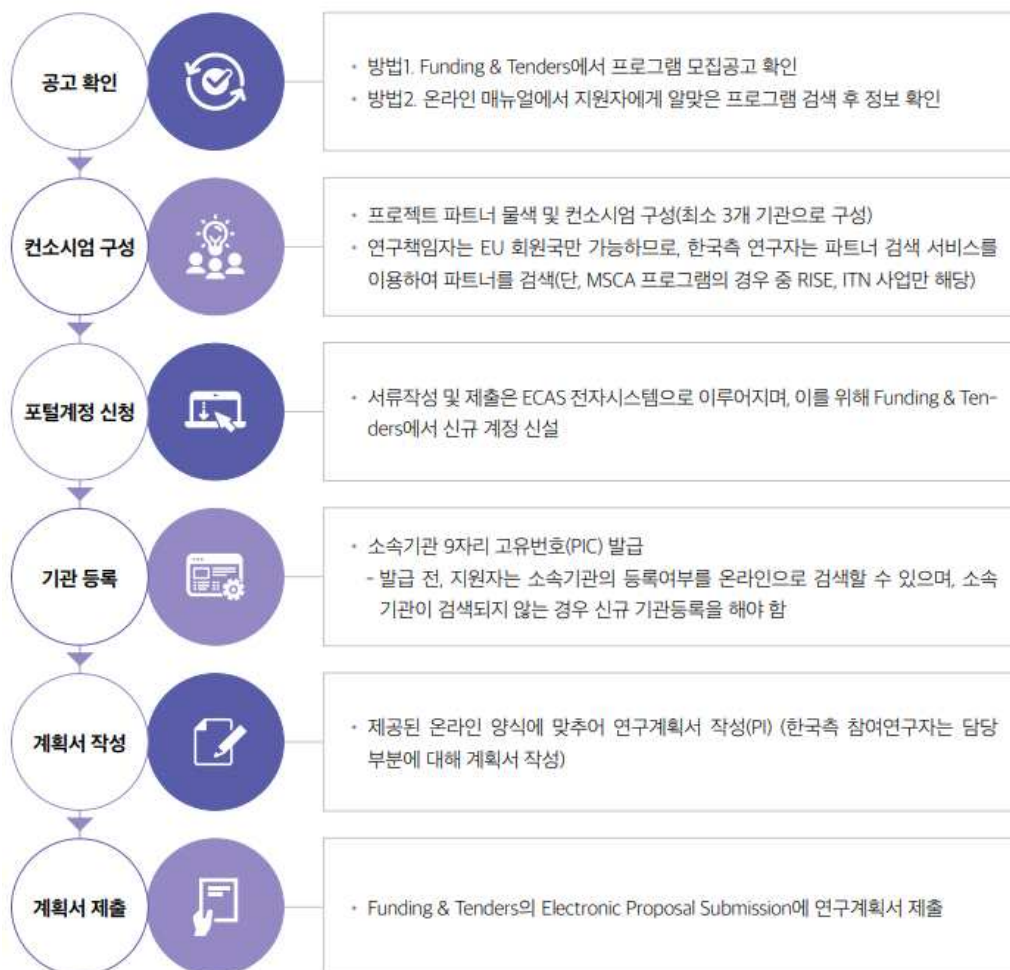 공고 확인
• 방법1. Funding & Tenders에서 프로그램 모집공고 확인
• 방법2. 온라인 매뉴얼에서 지원자에게 알맞은 프로그램 검색 후 정보 확인
컨소시엄 구성
• 프로젝트 파트너 물색 및 컨소시엄 구성(최소 3개 기관으로 구성)
• 연구책임자는 EU 회원국만 가능하므로, 한국측 연구자는 파트너 검색 서비스를
이용하여 파트너를 검색(단, MSCA 프로그램의 경우 중 RISE, ITN 사업만 해당)
포털계정 신청
• 서류작성 및 제출은 ECAS 전자시스템으로 이루어지며, 이를 위해 Funding & Ten-
ders에서 신규 계정 신설
기관 등록
• 소속기관 9자리 고유번호(PIC) 발급
- 발급 전, 지원자는 소속기관의 등록여부를 온라인으로 검색할 수 있으며, 소속
기관이 검색되지 않는 경우 신규 기관등록을 해야 함
계획서 작성
• 제공된 온라인 양식에 맞추어 연구계획서 작성(PI) (한국측 참여연구자는 담당
부분에 대해 계획서 작성)
계획서 제출
• Funding & Tenders의 Electronic Proposal Submission에 연구계획서 제출